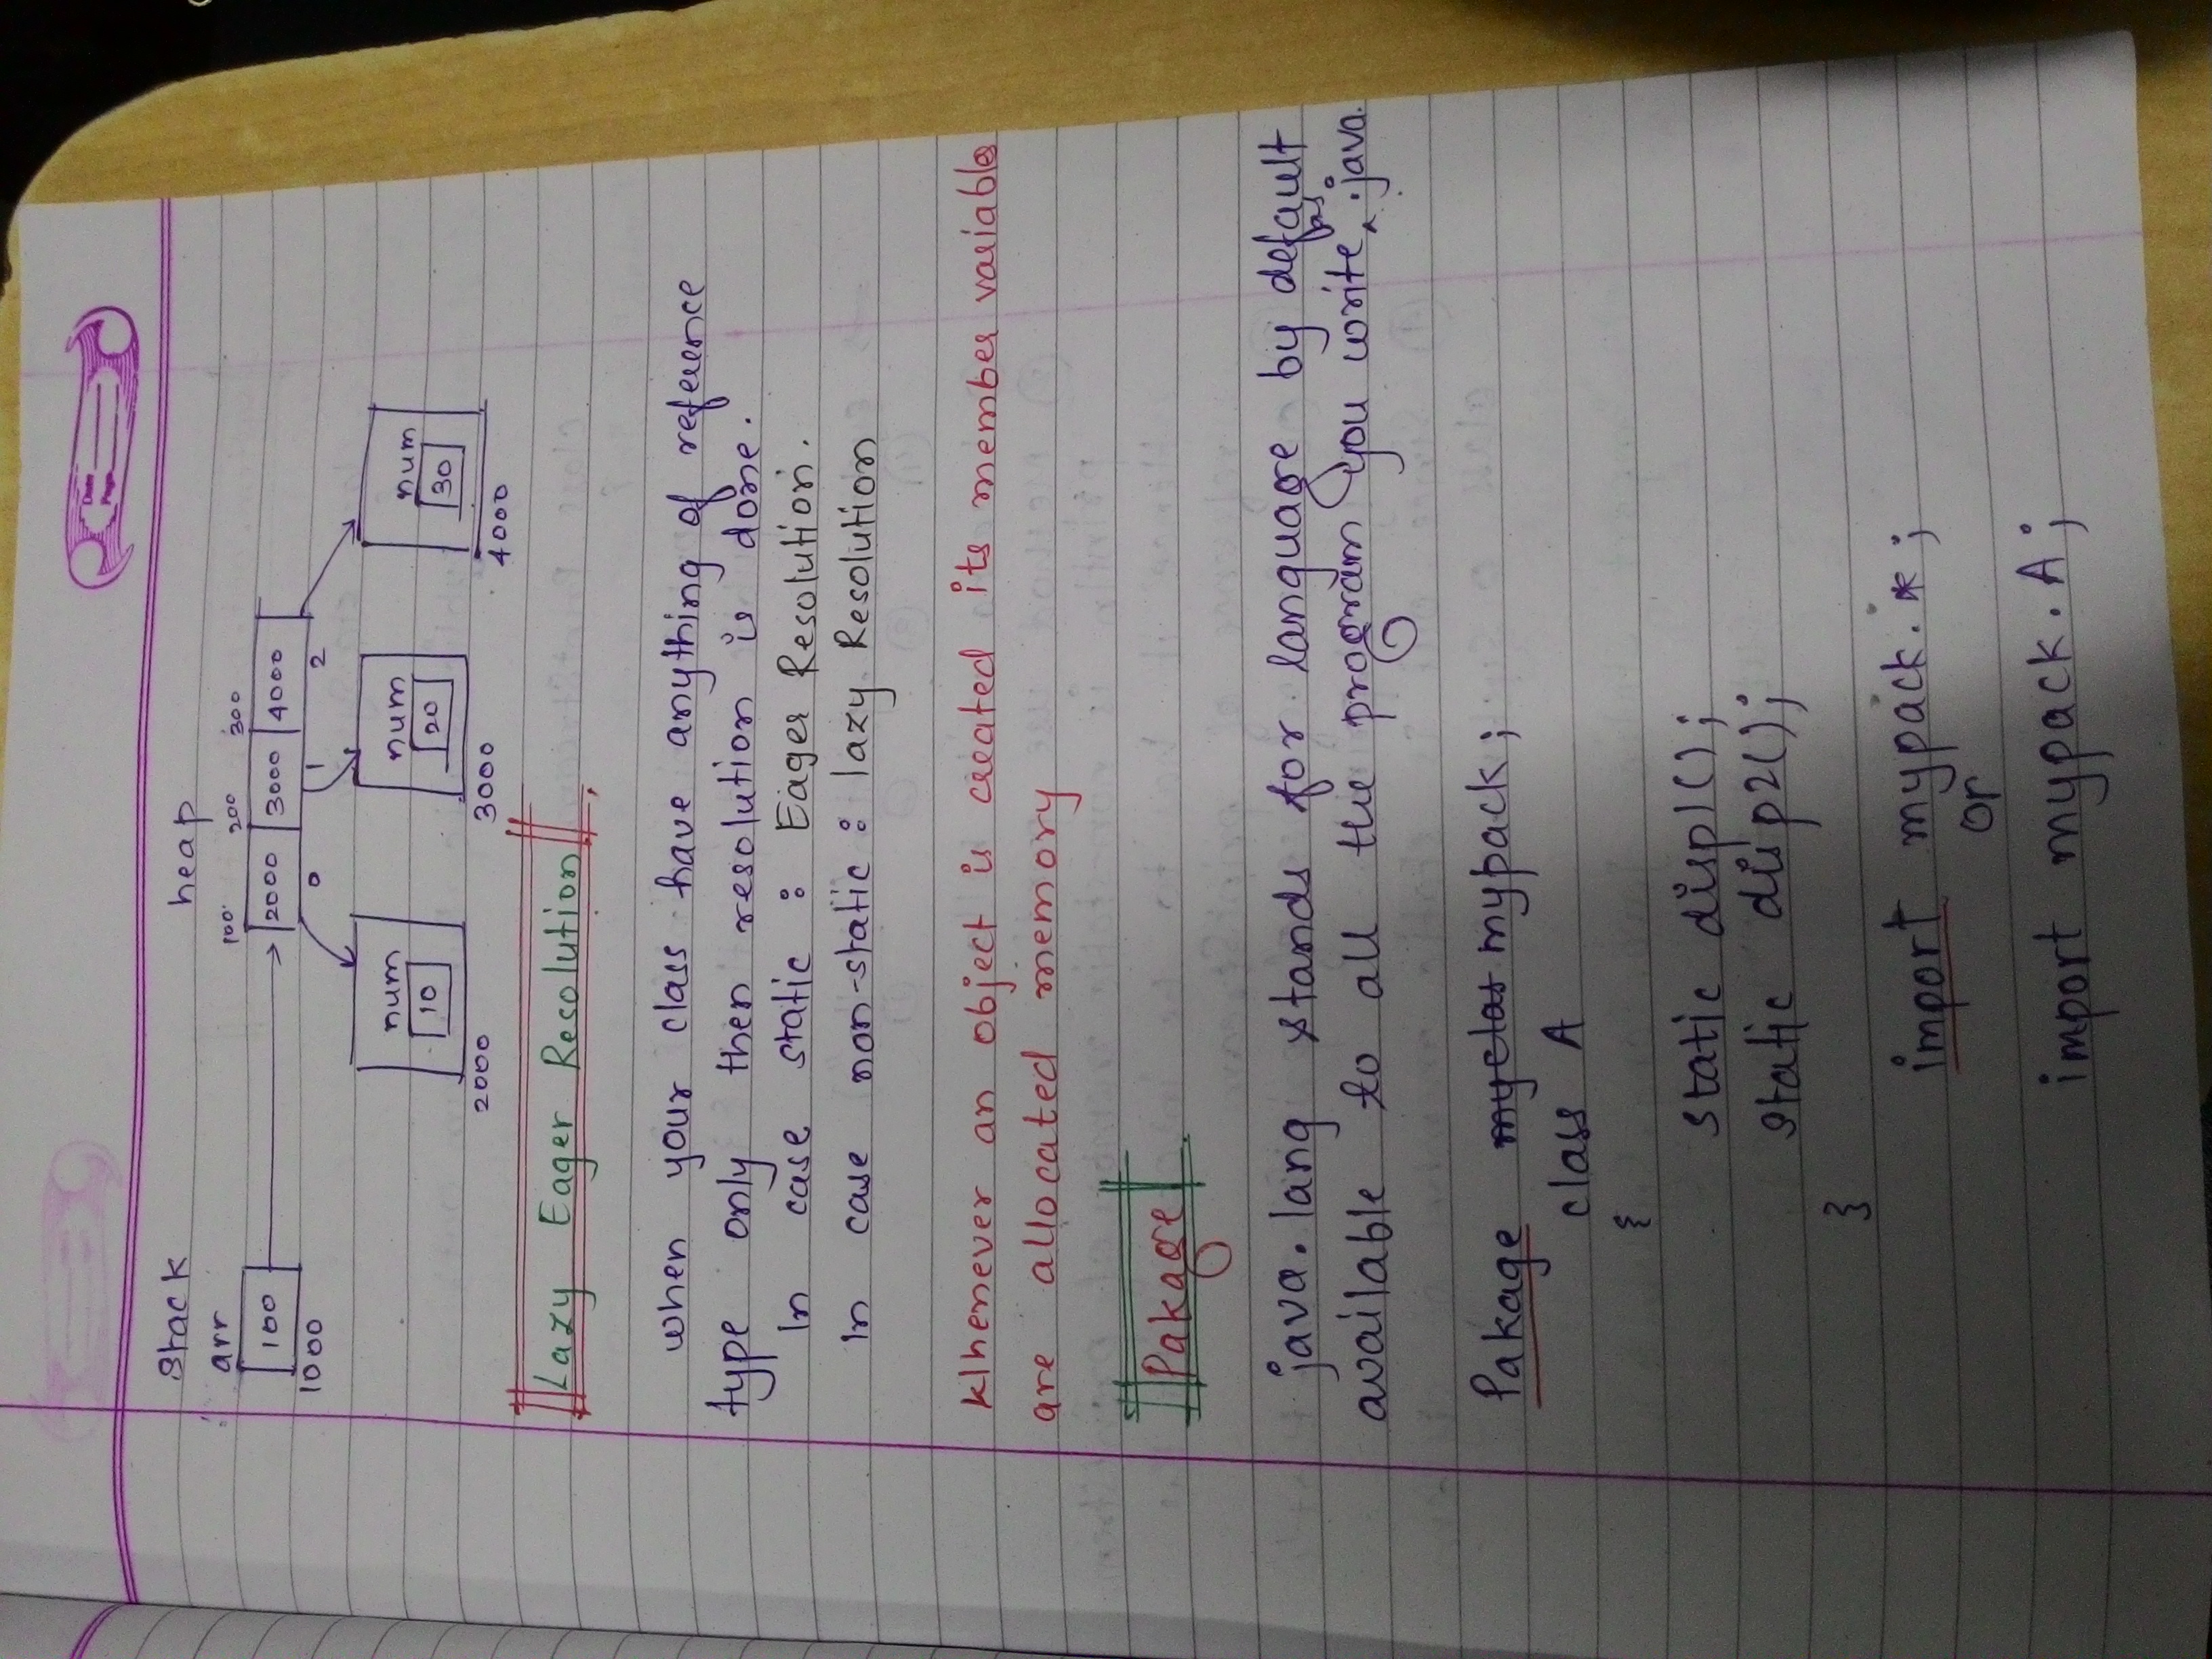 Date
Page
Stack heap
arr
100 200 300
100 2000 3000 4000
1000 0 1 2
num num num
10 20 30
2000 3000 4000
Lazy Eager Resolution
when your class have anything of reference
type only then resolution is done.
In case static : Eager Resolution.
In case non-static : lazy Resolution
Whenever an object is created its member variables
are allocated memory
Pakage
java.lang stands for language by default
available to all the program you write as .java.
Pakage myclas mypack;
class A
{
static disp1();
static disp2();
}
import mypack.*;
or
import mypack.A;